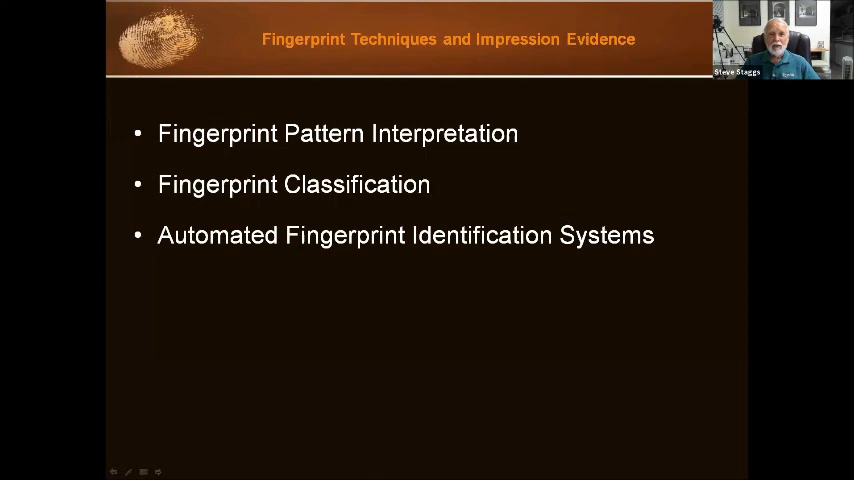 Fingerprint Techniques and Impression Evidence
Steve Staggs
• Fingerprint Pattern Interpretation
• Fingerprint Classification
• Automated Fingerprint Identification Systems